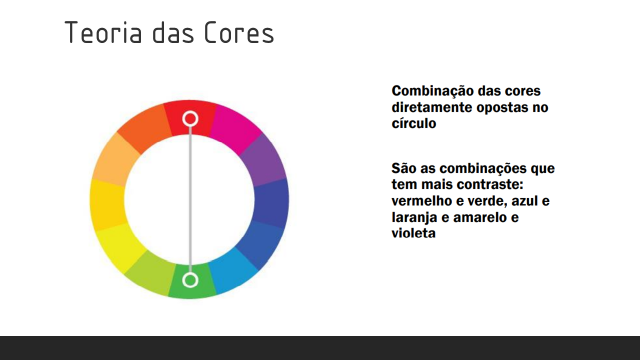 Teoria das Cores
Combinação das cores
diretamente opostas no
círculo
São as combinações que
tem mais contraste:
vermelho e verde, azul e
laranja e amarelo e
violeta